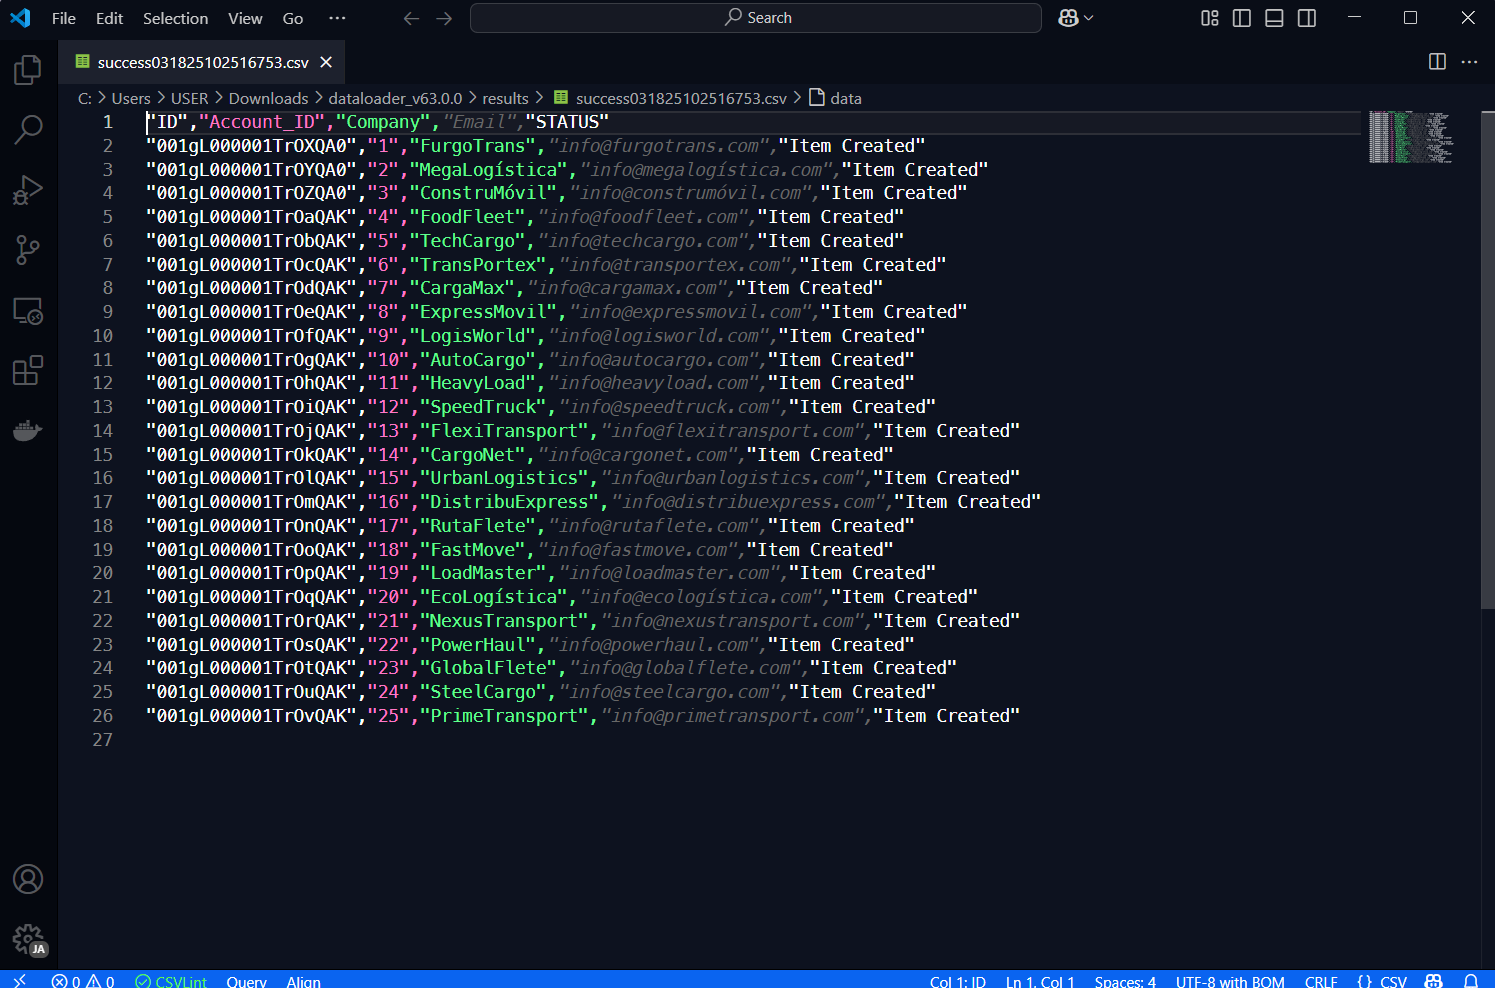 File Edit Selection View Go ··· Search
success031825102516753.csv
C: > Users > USER > Downloads > dataloader_v63.0.0 > results > success031825102516753.csv > data
1 "ID","Account_ID","Company","Email","STATUS"
2 "001gL000001TrOXQA0","1","FurgoTrans","info@furgotrans.com","Item Created"
3 "001gL000001TrOYQA0","2","MegaLogística","info@megalogística.com","Item Created"
4 "001gL000001TrOZQA0","3","ConstruMóvil","info@construmóvil.com","Item Created"
5 "001gL000001TrOaQAK","4","FoodFleet","info@foodfleet.com","Item Created"
6 "001gL000001TrObQAK","5","TechCargo","info@techcargo.com","Item Created"
7 "001gL000001TrOcQAK","6","TransPortex","info@transportex.com","Item Created"
8 "001gL000001TrOdQAK","7","CargaMax","info@cargamax.com","Item Created"
9 "001gL000001TrOeQAK","8","ExpressMovil","info@expressmovil.com","Item Created"
10 "001gL000001TrOfQAK","9","LogisWorld","info@logisworld.com","Item Created"
11 "001gL000001TrOgQAK","10","AutoCargo","info@autocargo.com","Item Created"
12 "001gL000001TrOhQAK","11","HeavyLoad","info@heavyload.com","Item Created"
13 "001gL000001TrOiQAK","12","SpeedTruck","info@speedtruck.com","Item Created"
14 "001gL000001TrOjQAK","13","FlexiTransport","info@flexitransport.com","Item Created"
15 "001gL000001TrOkQAK","14","CargoNet","info@cargonet.com","Item Created"
16 "001gL000001TrOlQAK","15","UrbanLogistics","info@urbanlogistics.com","Item Created"
17 "001gL000001TrOmQAK","16","DistribuExpress","info@distribuexpress.com","Item Created"
18 "001gL000001TrOnQAK","17","RutaFlete","info@rutaflete.com","Item Created"
19 "001gL000001TrOoQAK","18","FastMove","info@fastmove.com","Item Created"
20 "001gL000001TrOpQAK","19","LoadMaster","info@loadmaster.com","Item Created"
21 "001gL000001TrOqQAK","20","EcoLogística","info@ecologística.com","Item Created"
22 "001gL000001TrOrQAK","21","NexusTransport","info@nexustransport.com","Item Created"
23 "001gL000001TrOsQAK","22","PowerHaul","info@powerhaul.com","Item Created"
24 "001gL000001TrOtQAK","23","GlobalFlete","info@globalflete.com","Item Created"
25 "001gL000001TrOuQAK","24","SteelCargo","info@steelcargo.com","Item Created"
26 "001gL000001TrOvQAK","25","PrimeTransport","info@primetransport.com","Item Created"
27
JA
0 0 CSVLint Query Align Col 1: ID Ln 1, Col 1 Spaces: 4 UTF-8 with BOM CRLF {} CSV